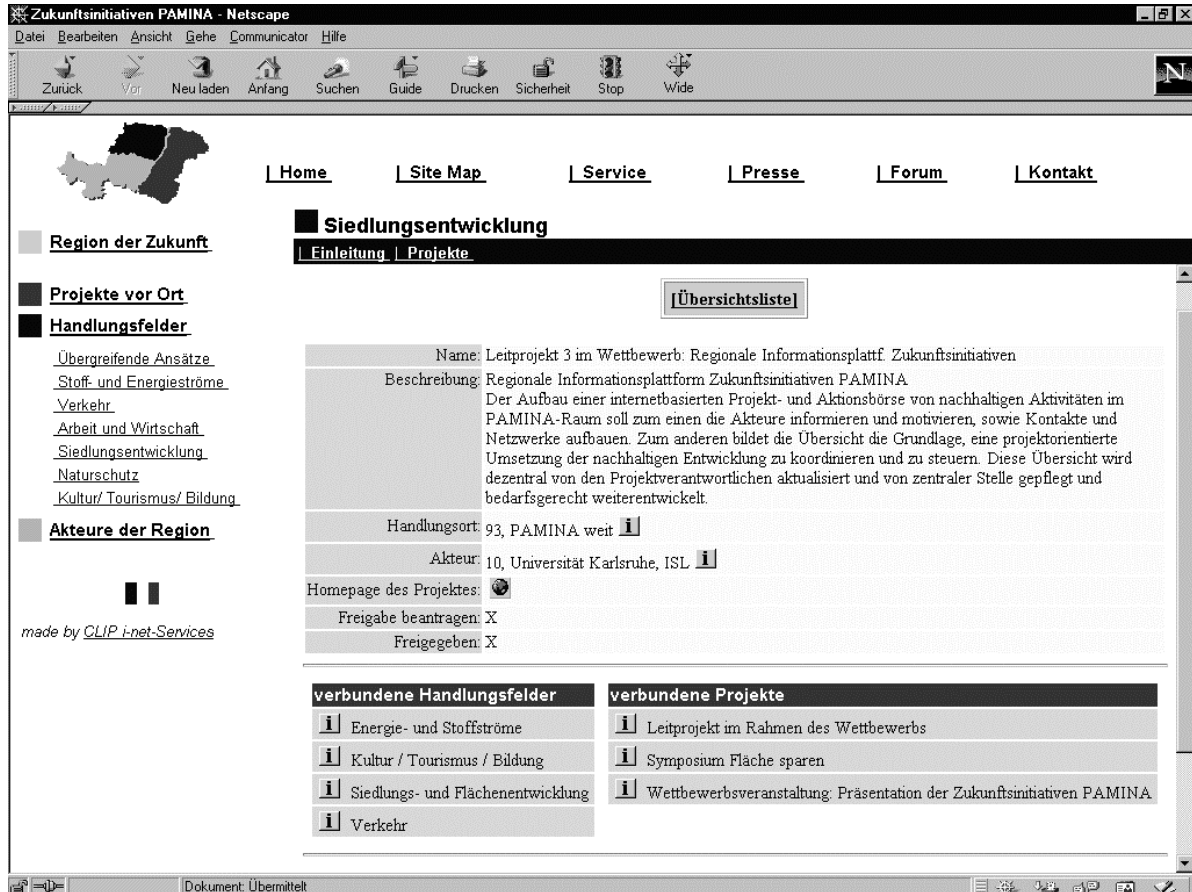 Zukunftsinitiativen PAMINA - Netscape
Datei Bearbeiten Ansicht Gehe Communicator Hilfe
Zurück Vor Neu laden Anfang Suchen Guide Drucken Sicherheit Stop Wide
N
| Home | Site Map | Service | Presse | Forum | Kontakt
Siedlungsentwicklung
| Einleitung | Projekte
Region der Zukunft
Projekte vor Ort
Handlungsfelder
Übergreifende Ansätze
Stoff- und Energieströme
Verkehr
Arbeit und Wirtschaft
Siedlungsentwicklung
Naturschutz
Kultur/ Tourismus/ Bildung
Akteure der Region
made by CLIP i-net-Services
[Übersichtsliste]
Name: Leitprojekt 3 im Wettbewerb: Regionale Informationsplattf. Zukunftsinitiativen
Beschreibung: Regionale Informationsplattform Zukunftsinitiativen PAMINA
Der Aufbau einer internetbasierten Projekt- und Aktionsbörse von nachhaltigen Aktivitäten im
PAMINA-Raum soll zum einen die Akteure informieren und motivieren, sowie Kontakte und
Netzwerke aufbauen. Zum anderen bildet die Übersicht die Grundlage, eine projektorientierte
Umsetzung der nachhaltigen Entwicklung zu koordinieren und zu steuern. Diese Übersicht wird
dezentral von den Projektverantwortlichen aktualisiert und von zentraler Stelle gepflegt und
bedarfsgerecht weiterentwickelt.
Handlungsort: 93, PAMINA weit i
Akteur: 10, Universität Karlsruhe, ISL i
Homepage des Projektes:
Freigabe beantragen: X
Freigegeben: X
verbundene Handlungsfelder
i Energie- und Stoffströme
i Kultur / Tourismus / Bildung
i Siedlungs- und Flächenentwicklung
i Verkehr
verbundene Projekte
i Leitprojekt im Rahmen des Wettbewerbs
i Symposium Fläche sparen
i Wettbewerbsveranstaltung: Präsentation der Zukunftsinitiativen PAMINA
Dokument: Übermittelt